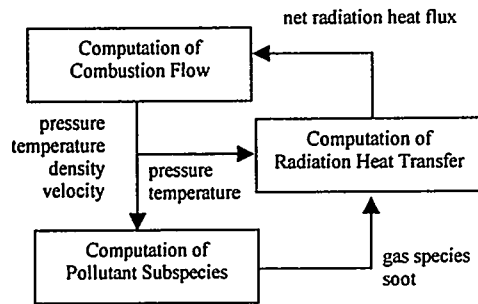 net radiation heat flux
Computation of
Combustion Flow
pressure
temperature
density
velocity
pressure
temperature
Computation of
Radiation Heat Transfer
Computation of
Pollutant Subspecies
gas species
soot